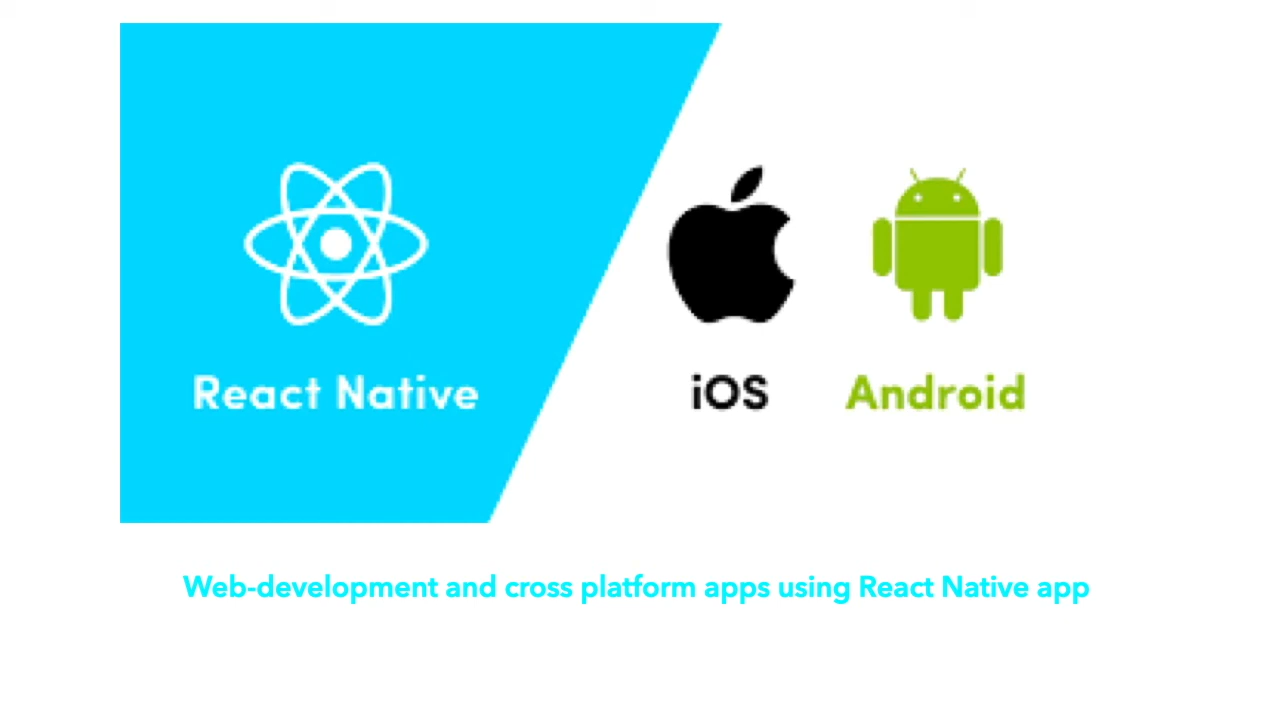 React Native
iOS
Android
Web-development and cross platform apps using React Native app